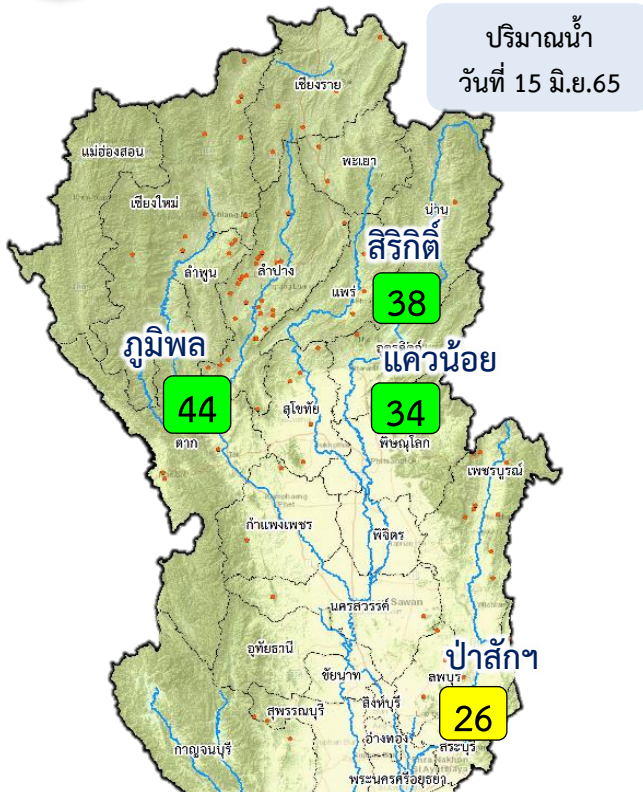 ปริมาณน้ำ
วันที่ 15 มิ.ย.65
เชียงราย
แม่ฮ่องสอน
พะเยา
เชียงใหม่
น่าน
สิริกิติ์
ลำพูน
ลำปาง
แพร่
38
ภูมิพล
แควน้อย
44
สุโขทัย
34
ตาก
พิษณุโลก
เพชรบูรณ์
กำแพงเพชร
พิจิตร
นครสวรรค์
Sawan
อุทัยธานี
ป่าสักฯ
ชัยนาท
ลพบุรี
สิงห์บุรี
สุพรรณบุรี
26
อ่างทอง
สระบุรี
กาญจนบุรี
พระนครศรีอยุธยา